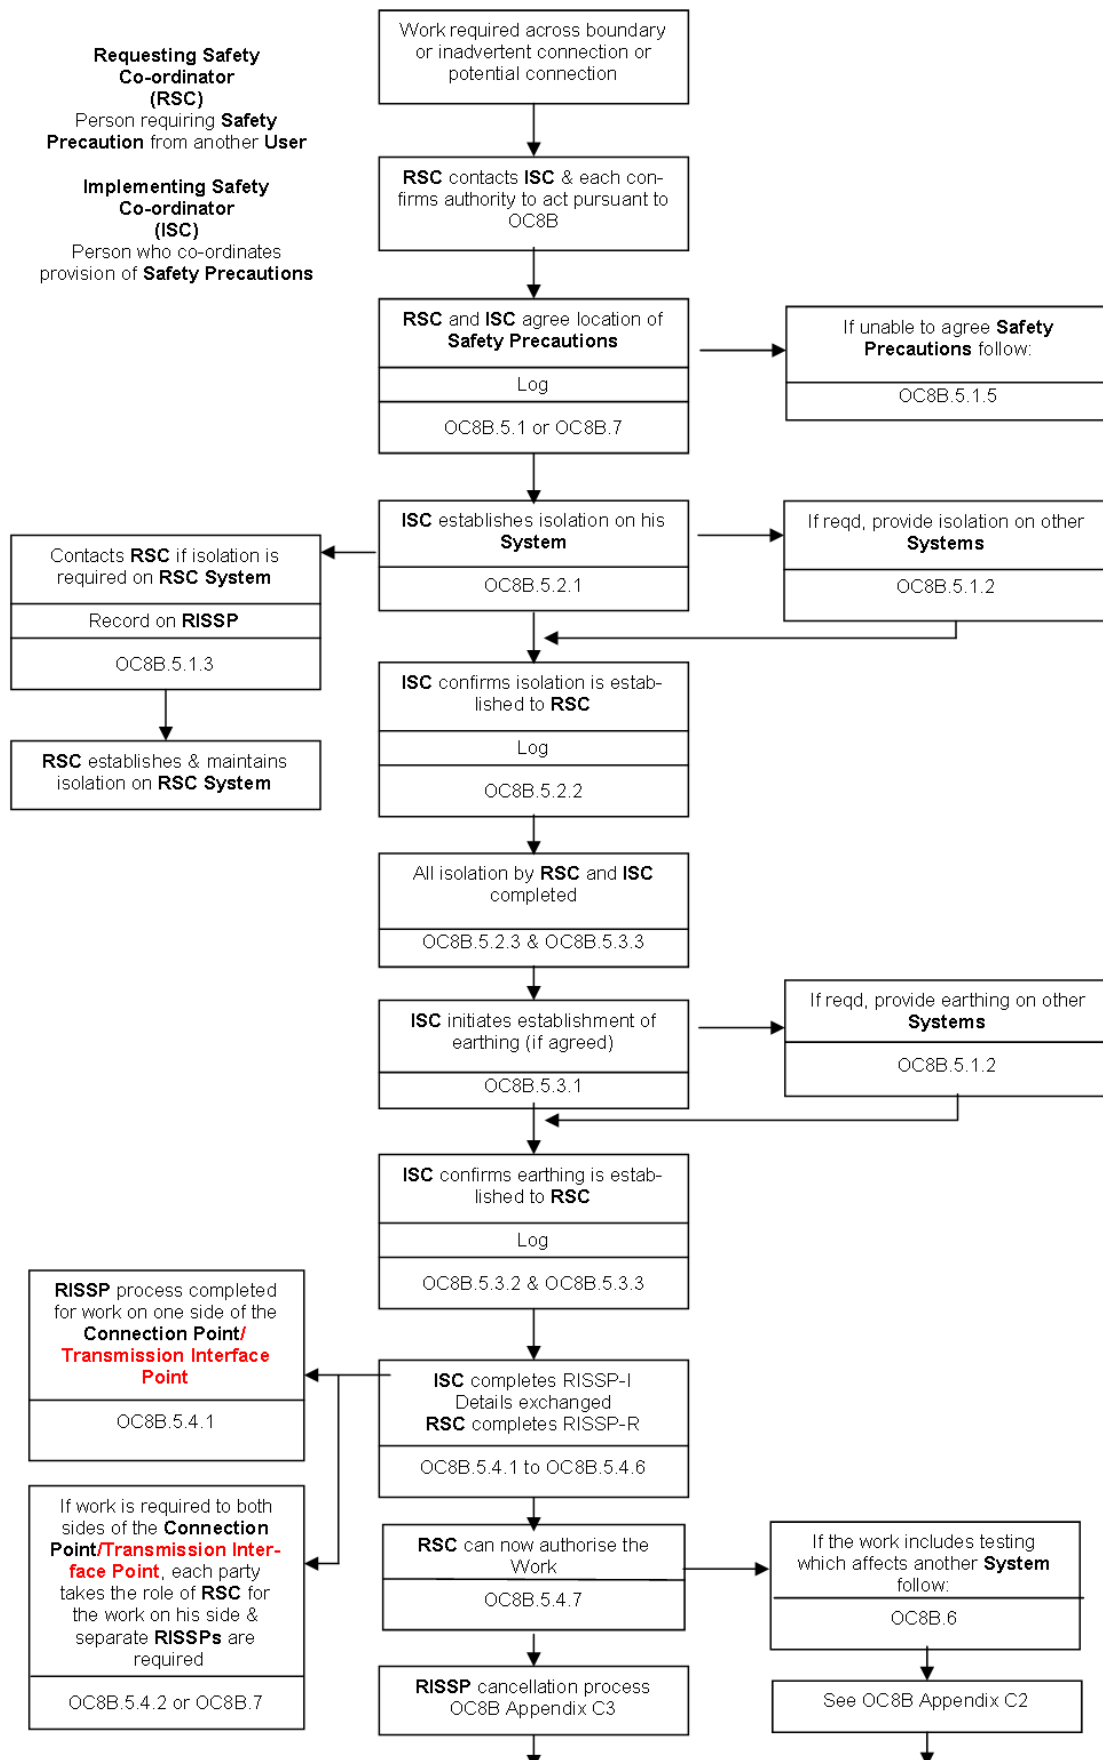 Requesting Safety
Co-ordinator
(RSC)
Person requiring Safety
Precaution from another User
Implementing Safety
Co-ordinator
(ISC)
Person who co-ordinates
provision of Safety Precautions
Work required across boundary
or inadvertent connection or
potential connection
RSC contacts ISC & each con-
firms authority to act pursuant to
OC8B
RSC and ISC agree location of
Safety Precautions
Log
OC8B.5.1 or OC8B.7
If unable to agree Safety
Precautions follow:
OC8B.5.1.5
ISC establishes isolation on his
System
OC8B.5.2.1
If reqd, provide isolation on other
Systems
OC8B.5.1.2
Contacts RSC if isolation is
required on RSC System
Record on RISSP
OC8B.5.1.3
RSC establishes & maintains
isolation on RSC System
ISC confirms isolation is estab-
lished to RSC
Log
OC8B.5.2.2
All isolation by RSC and ISC
completed
OC8B.5.2.3 & OC8B.5.3.3
ISC initiates establishment of
earthing (if agreed)
OC8B.5.3.1
If reqd, provide earthing on other
Systems
OC8B.5.1.2
ISC confirms earthing is estab-
lished to RSC
Log
OC8B.5.3.2 & OC8B.5.3.3
RISSP process completed
for work on one side of the
Connection Point/
Transmission Interface
Point
OC8B.5.4.1
ISC completes RISSP-I
Details exchanged
RSC completes RISSP-R
OC8B.5.4.1 to OC8B.5.4.6
If work is required to both
sides of the Connection
Point/Transmission Inter-
face Point, each party
takes the role of RSC for
the work on his side &
separate RISSPs are
required
OC8B.5.4.2 or OC8B.7
RSC can now authorise the
Work
OC8B.5.4.7
If the work includes testing
which affects another System
follow:
OC8B.6
RISSP cancellation process
OC8B Appendix C3
See OC8B Appendix C2